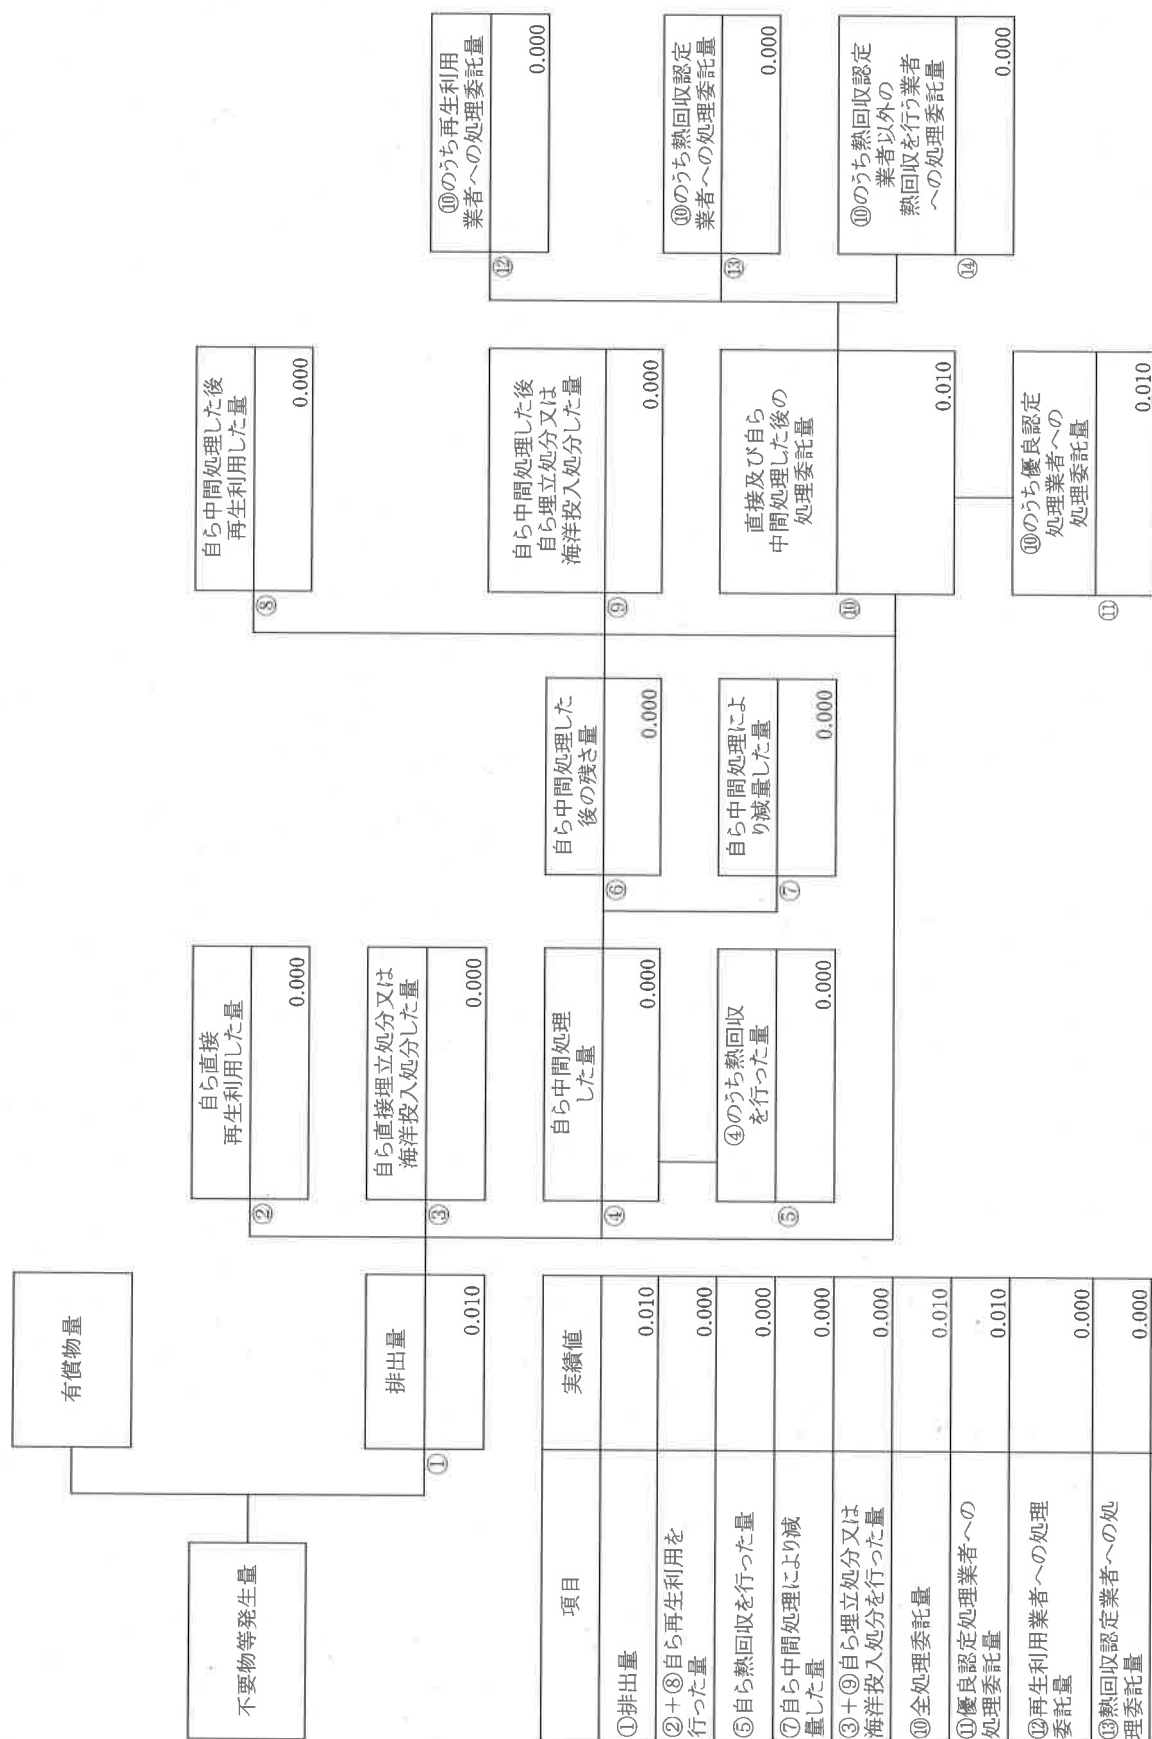 不要物等発生量
有償物量
排出量
①
0.010
自ら直接
再生利用した量
②
0.000
自ら直接埋立処分又は
海洋投入処分した量
③
0.000
自ら中間処理
した量
④
0.000
④のうち熱回収
を行った量
⑤
0.000
自ら中間処理した
後の残さ量
⑥
0.000
自ら中間処理によ
り減量した量
⑦
0.000
自ら中間処理した後
再生利用した量
⑧
0.000
自ら中間処理した後
自ら埋立処分又は
海洋投入処分した量
⑨
0.000
直接及び自ら
中間処理した後の
処理委託量
⑩
0.010
⑩のうち優良認定
処理業者への
処理委託量
⑪
0.010
⑩のうち再生利用
業者への処理委託量
⑫
0.000
⑩のうち熱回収認定
業者への処理委託量
⑬
0.000
⑩のうち熱回収認定
業者以外の
熱回収を行う業者
への処理委託量
⑭
0.000
項目 実績値
①排出量 0.010
②+⑧自ら再生利用を
行った量 0.000
⑤自ら熱回収を行った量 0.000
⑦自ら中間処理により減
量した量 0.000
③+⑨自ら埋立処分又は
海洋投入処分を行った量 0.000
⑩全処理委託量 0.010
⑪優良認定処理業者への
処理委託量 0.010
⑫再生利用業者への処理
委託量 0.000
⑬熱回収認定業者への処
理委託量 0.000